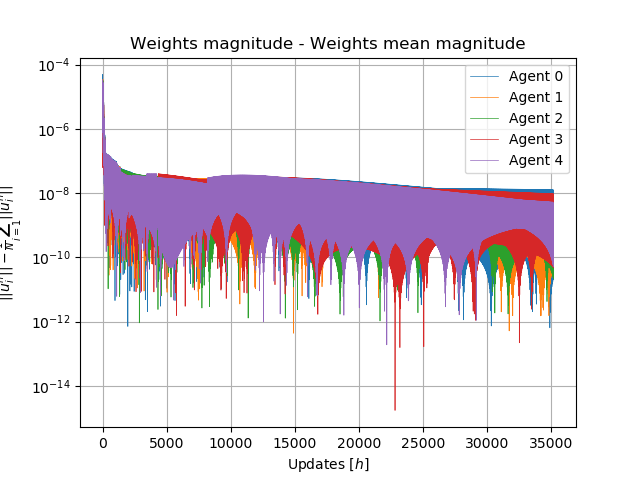 Weights magnitude - Weights mean magnitude
10⁻⁴
10⁻⁶
10⁻⁸
10⁻¹⁰
10⁻¹²
10⁻¹⁴
Agent 0
Agent 1
Agent 2
Agent 3
Agent 4
0 5000 10000 15000 20000 25000 30000 35000
Updates [h]